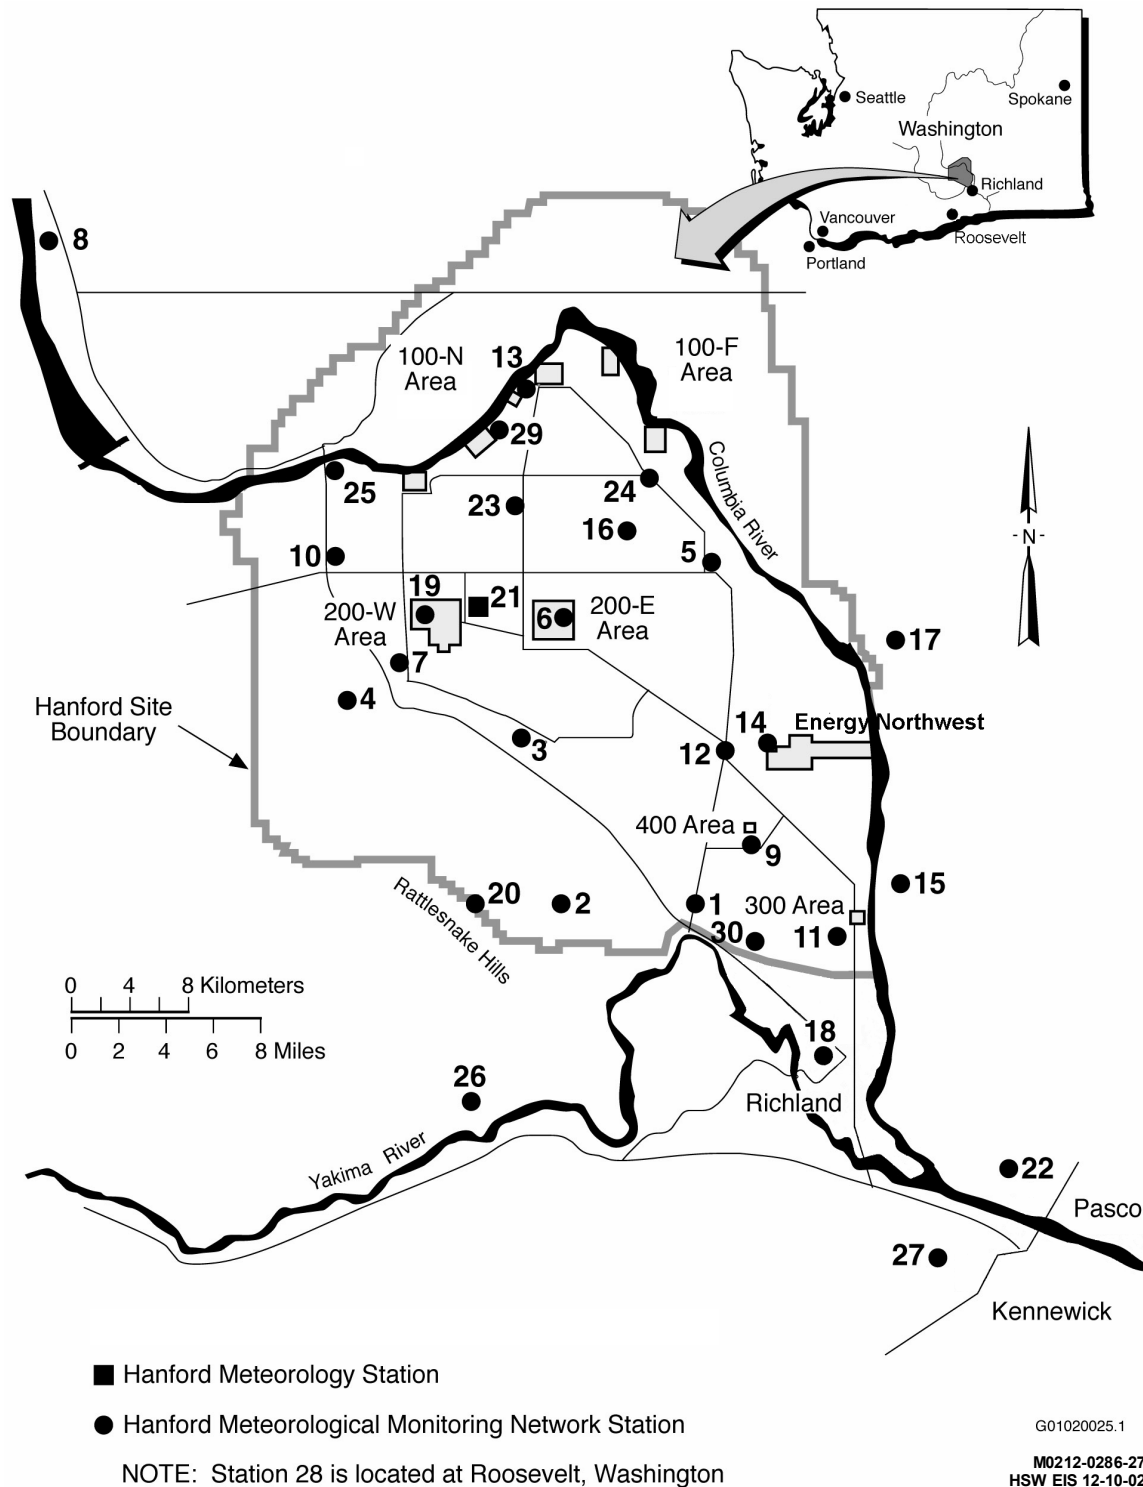 Seattle
Spokane
Washington
Richland
Vancouver
Roosevelt
Portland
8
100-N
Area
13
100-F
Area
29
25
23
24
16
Columbia River
10
5
- N -
19
21
200-W
Area
6
200-E
Area
17
7
4
Hanford Site
Boundary
3
14
Energy Northwest
12
400 Area
9
15
20
2
1
300 Area
Rattlesnake Hills
30
11
0 4 8 Kilometers
0 2 4 6 8 Miles
18
26
Richland
Yakima River
22
Pasco
27
Kennewick
Hanford Meteorology Station
Hanford Meteorological Monitoring Network Station
NOTE: Station 28 is located at Roosevelt, Washington
G01020025.1
M0212-0286-27
HSW EIS 12-10-02